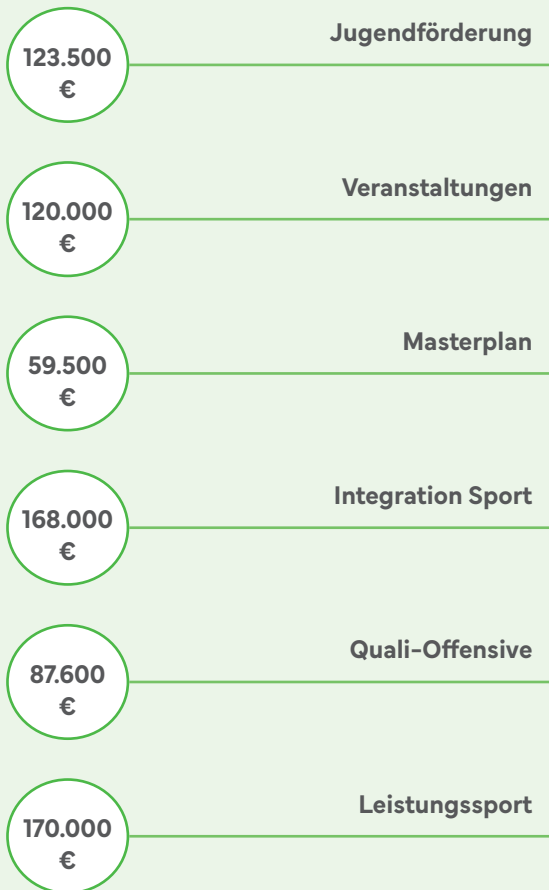 Jugendförderung
123.500
€
Veranstaltungen
120.000
€
Masterplan
59.500
€
Integration Sport
168.000
€
Quali-Offensive
87.600
€
Leistungssport
170.000
€